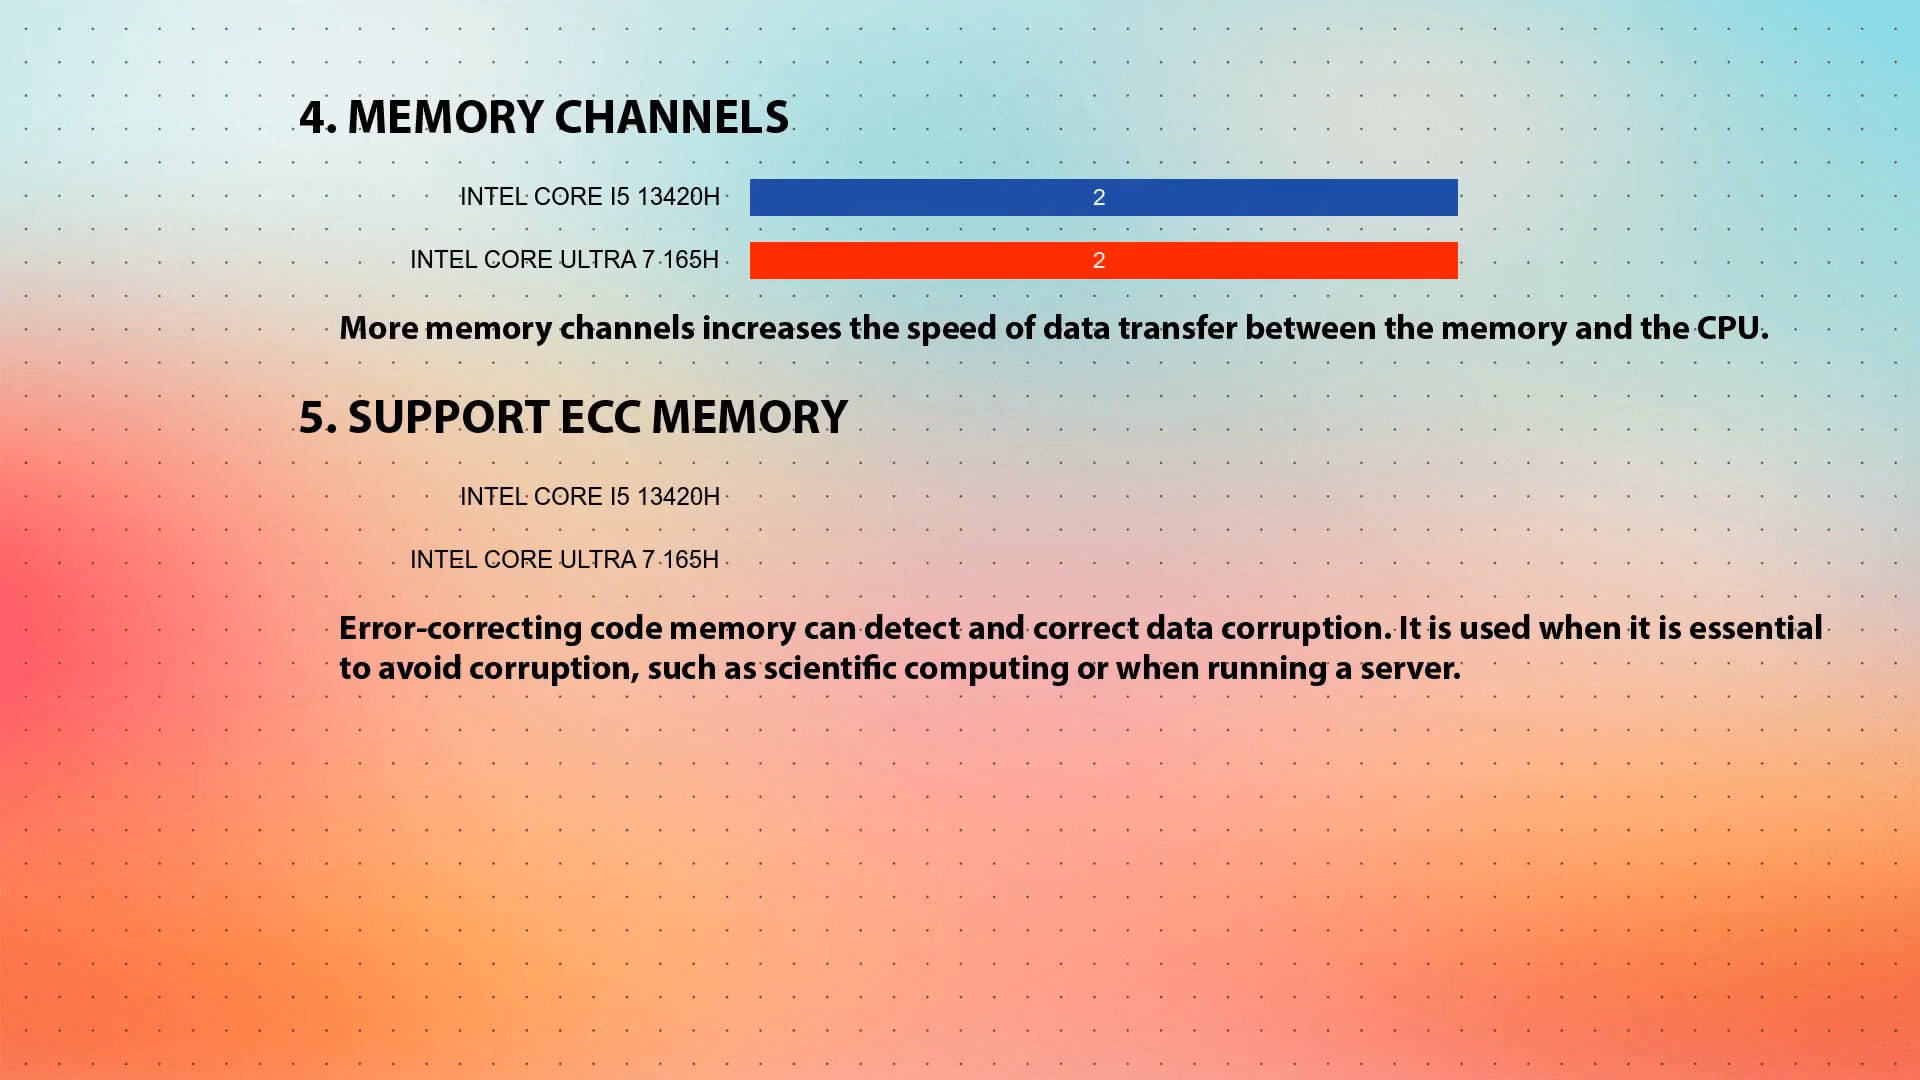 4. MEMORY CHANNELS
INTEL CORE I5 13420H
2
INTEL CORE ULTRA 7 165H
2
More memory channels increases the speed of data transfer between the memory and the CPU.
5. SUPPORT ECC MEMORY
INTEL CORE I5 13420H
INTEL CORE ULTRA 7 165H
Error-correcting code memory can detect and correct data corruption. It is used when it is essential
to avoid corruption, such as scientific computing or when running a server.